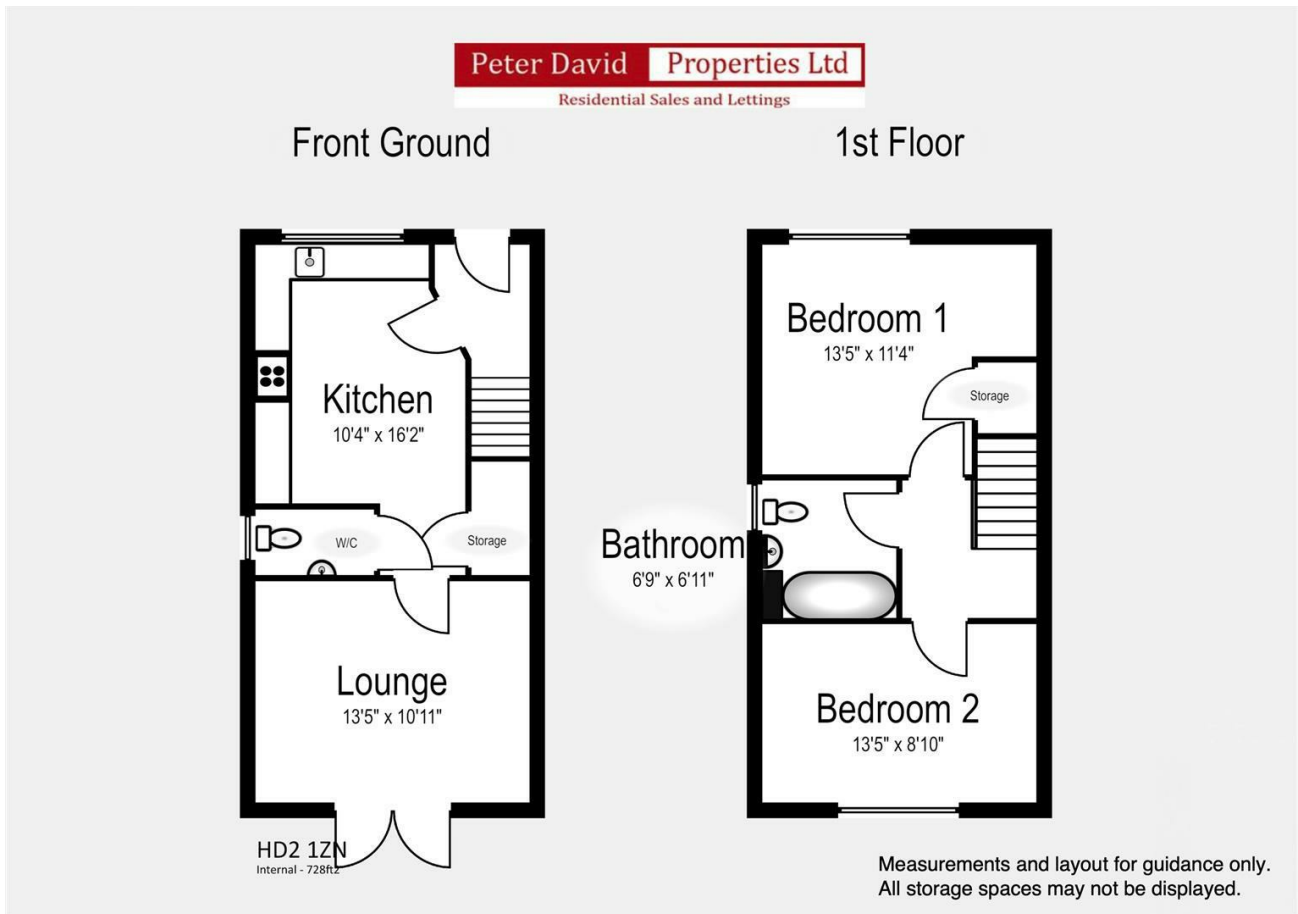 Peter David Properties Ltd
Residential Sales and Lettings
Front Ground
1st Floor
Kitchen
10'4" x 16'2"
W/C
Storage
Lounge
13'5" x 10'11"
HD2 1ZN
Internal - 728ft2
Bedroom 1
13'5" x 11'4"
Storage
Bathroom
6'9" x 6'11"
Bedroom 2
13'5" x 8'10"
Measurements and layout for guidance only.
All storage spaces may not be displayed.